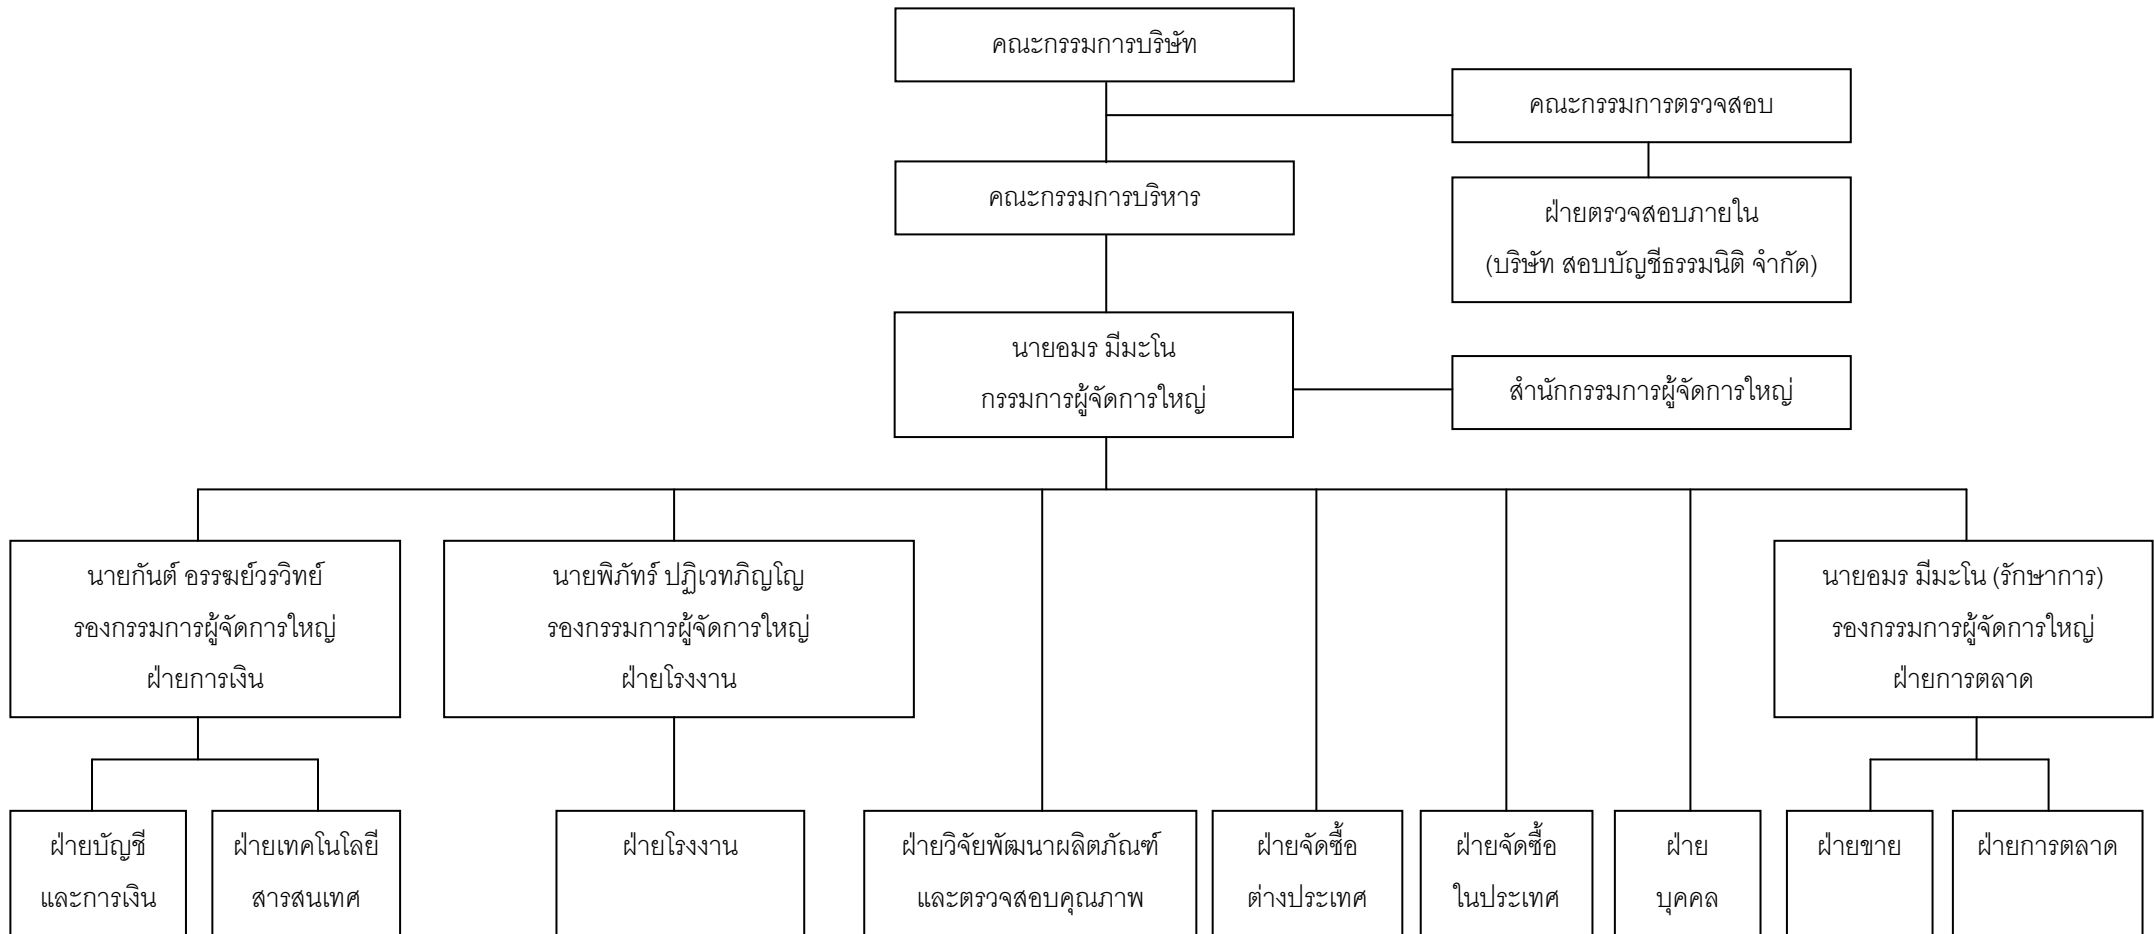 คณะกรรมการบริษัท
คณะกรรมการตรวจสอบ
คณะกรรมการบริหาร
ฝ่ายตรวจสอบภายใน
(บริษัท สอบบัญชีธรรมนิติ จำกัด)
นายอมร มีมะโน
กรรมการผู้จัดการใหญ่
สำนักกรรมการผู้จัดการใหญ่
นายกันต์ อรรฆย์วรวิทย์
รองกรรมการผู้จัดการใหญ่
ฝ่ายการเงิน
นายพิภัทร์ ปฏิเวทภิญโญ
รองกรรมการผู้จัดการใหญ่
ฝ่ายโรงงาน
นายอมร มีมะโน (รักษาการ)
รองกรรมการผู้จัดการใหญ่
ฝ่ายการตลาด
ฝ่ายบัญชี
และการเงิน
ฝ่ายเทคโนโลยี
สารสนเทศ
ฝ่ายโรงงาน
ฝ่ายวิจัยพัฒนาผลิตภัณฑ์
และตรวจสอบคุณภาพ
ฝ่ายจัดซื้อ
ต่างประเทศ
ฝ่ายจัดซื้อ
ในประเทศ
ฝ่าย
บุคคล
ฝ่ายขาย
ฝ่ายการตลาด